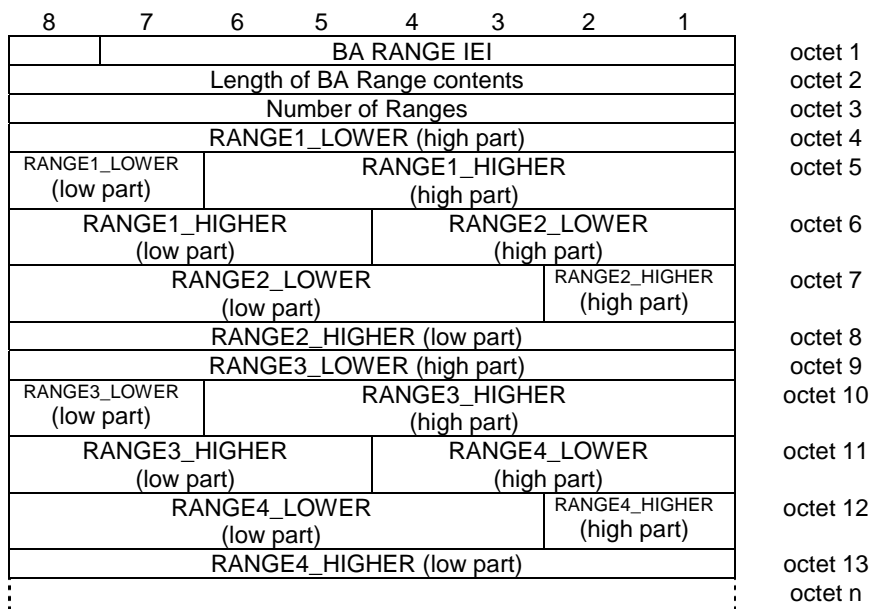 8 7 6 5 4 3 2 1
BA RANGE IEI octet 1
Length of BA Range contents octet 2
Number of Ranges octet 3
RANGE1_LOWER (high part) octet 4
RANGE1_LOWER RANGE1_HIGHER octet 5
(low part) (high part)
RANGE1_HIGHER RANGE2_LOWER octet 6
(low part) (high part)
RANGE2_LOWER RANGE2_HIGHER octet 7
(low part) (high part)
RANGE2_HIGHER (low part) octet 8
RANGE3_LOWER (high part) octet 9
RANGE3_LOWER RANGE3_HIGHER octet 10
(low part) (high part)
RANGE3_HIGHER RANGE4_LOWER octet 11
(low part) (high part)
RANGE4_LOWER RANGE4_HIGHER octet 12
(low part) (high part)
RANGE4_HIGHER (low part) octet 13
octet n